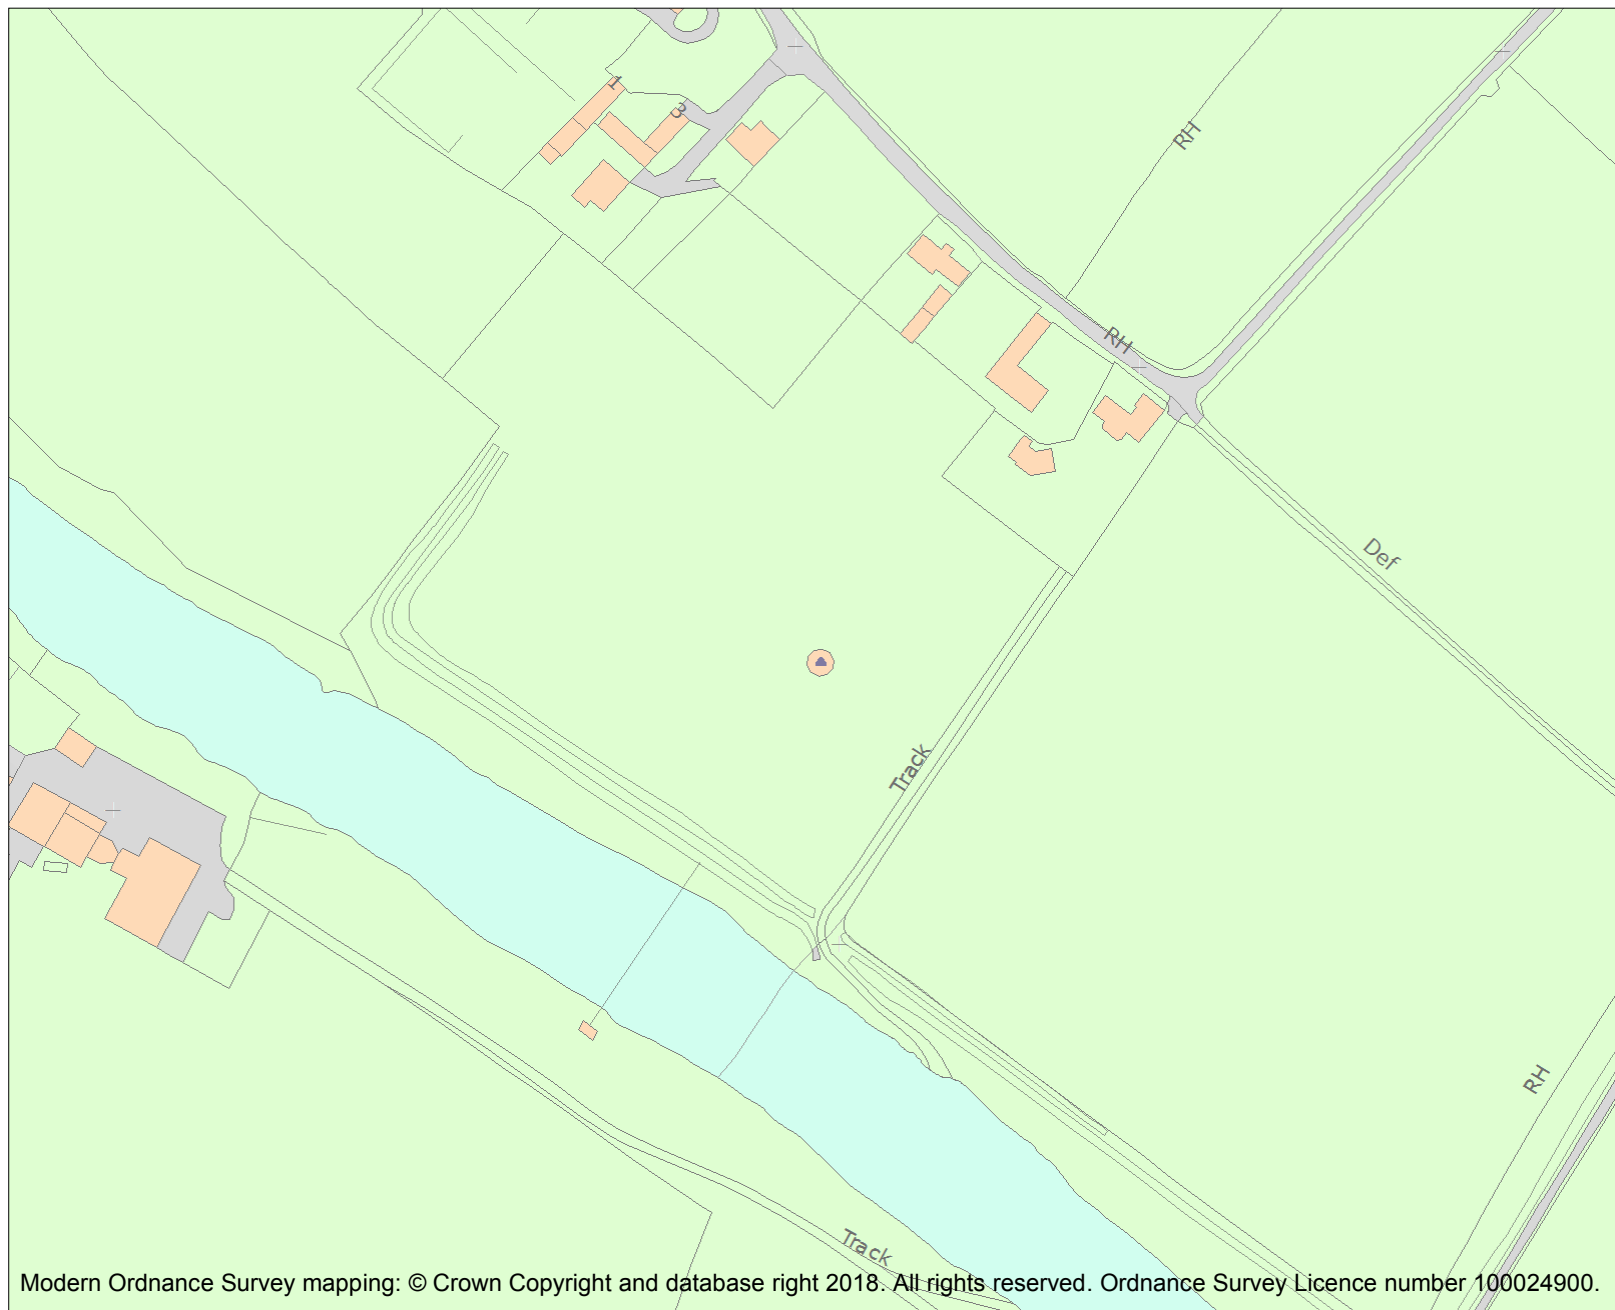 1
3
RH
RH
Def
Track
RH
Track
Modern Ordnance Survey mapping: © Crown Copyright and database right 2018. All rights reserved. Ordnance Survey Licence number 100024900.